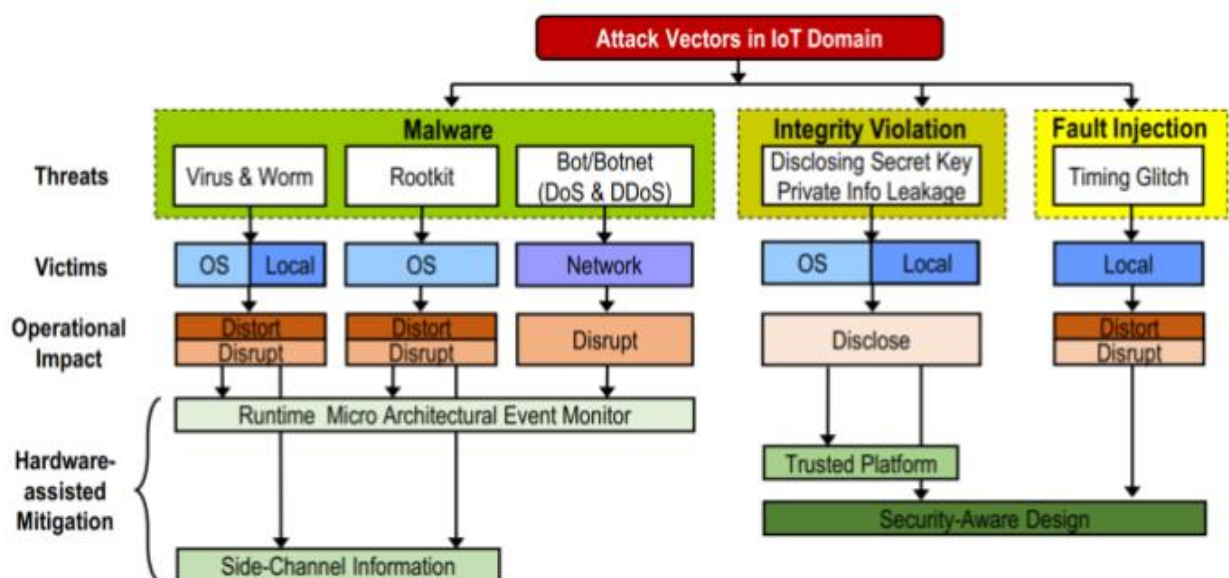 Attack Vectors in IoT Domain
Malware
Integrity Violation
Fault Injection
Threats
Virus & Worm
Rootkit
Bot/Botnet
(DoS & DDoS)
Disclosing Secret Key
Private Info Leakage
Timing Glitch
Victims
OS
Local
OS
Network
OS
Local
Local
Operational
Impact
Distort
Disrupt
Distort
Disrupt
Disrupt
Disclose
Distort
Disrupt
Hardware-
assisted
Mitigation
Runtime Micro Architectural Event Monitor
Trusted Platform
Security-Aware Design
Side-Channel Information